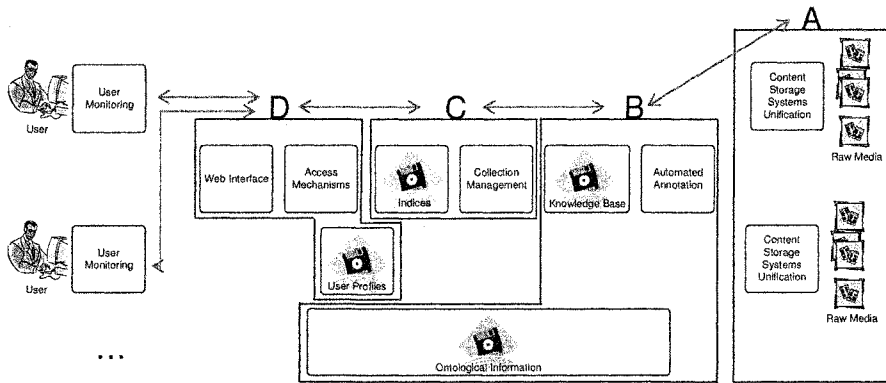 A
D
C
B
User
Monitoring
User
Web Interface
Access
Mechanisms
Indices
Collection
Management
Knowledge Base
Automated
Annotation
Content
Storage
Systems
Unification
Raw Media
User
Monitoring
User
User Profiles
Content
Storage
Systems
Unification
Raw Media
...
Ontological Information